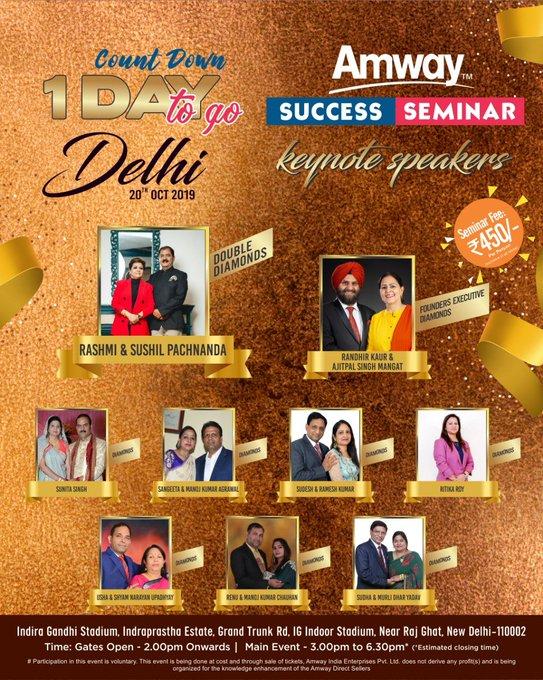 Count Down
1 DAY
to go
Delhi
20TH OCT 2019
Amway TM
SUCCESS SEMINAR
keynote speakers
Seminar Fee:
₹450/-
DOUBLE
DIAMONDS
RASHMI & SUSHIL PACHNANDA
FOUNDERS EXECUTIVE
DIAMONDS
RANDHIR KAUR &
AJITPAL SINGH MANGAT
DIAMONDS
SUNITA SINGH
DIAMONDS
SANGEETA & MANOJ KUMAR AGRAWAL
DIAMONDS
SUDESH & RAMESH KUMAR
DIAMONDS
RITIKA ROY
DIAMONDS
USHA & SHYAM NARAYAN UPADHYAY
DIAMONDS
RENU & MANOJ KUMAR CHAUHAN
DIAMONDS
SUDHA & MURLI DHAR YADAV
Indira Gandhi Stadium, Indraprastha Estate, Grand Trunk Rd, IG Indoor Stadium, Near Raj Ghat, New Delhi-110002
Time: Gates Open - 2.00pm Onwards | Main Event - 3.00pm to 6.30pm* (*Estimated closing time)
# Participation in this event is voluntary. This event is being done at cost and through sale of tickets, Amway India Enterprises Pvt. Ltd. does not derive any profit(s) and is being
organized for the knowledge enhancement of the Amway Direct Sellers